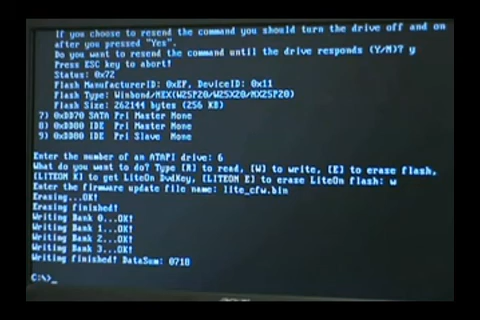 If you choose to resend the command you should turn the drive off and on
after you pressed "Yes".
Do you want to resend the command until the drive responds (Y/N)? y
Press ESC key to abort!
Status: 0x72
Flash ManufacturerID: 0xEF, DeviceID: 0x11
Flash Type: Winbond/MEX(W25P20/W25X20/MX25P20)
Flash Size: 262144 bytes (256 KB)
7) 0xDD70 SATA Pri Master None
8) 0xDD80 IDE Pri Master None
9) 0xDD80 IDE Pri Slave None
Enter the number of an ATAPI drive: 6
What do you want to do? Type [R] to read, [W] to write, [E] to erase flash,
[LITEON K] to get LiteOn DvdKey, [LITEON E] to erase LiteOn flash: w
Enter the firmware update file name: lite_cfw.bin
Erasing...OK!
Erasing finished!
Writing Bank 0...OK!
Writing Bank 1...OK!
Writing Bank 2...OK!
Writing Bank 3...OK!
Writing finished! DataSum: 0718
C:\>_